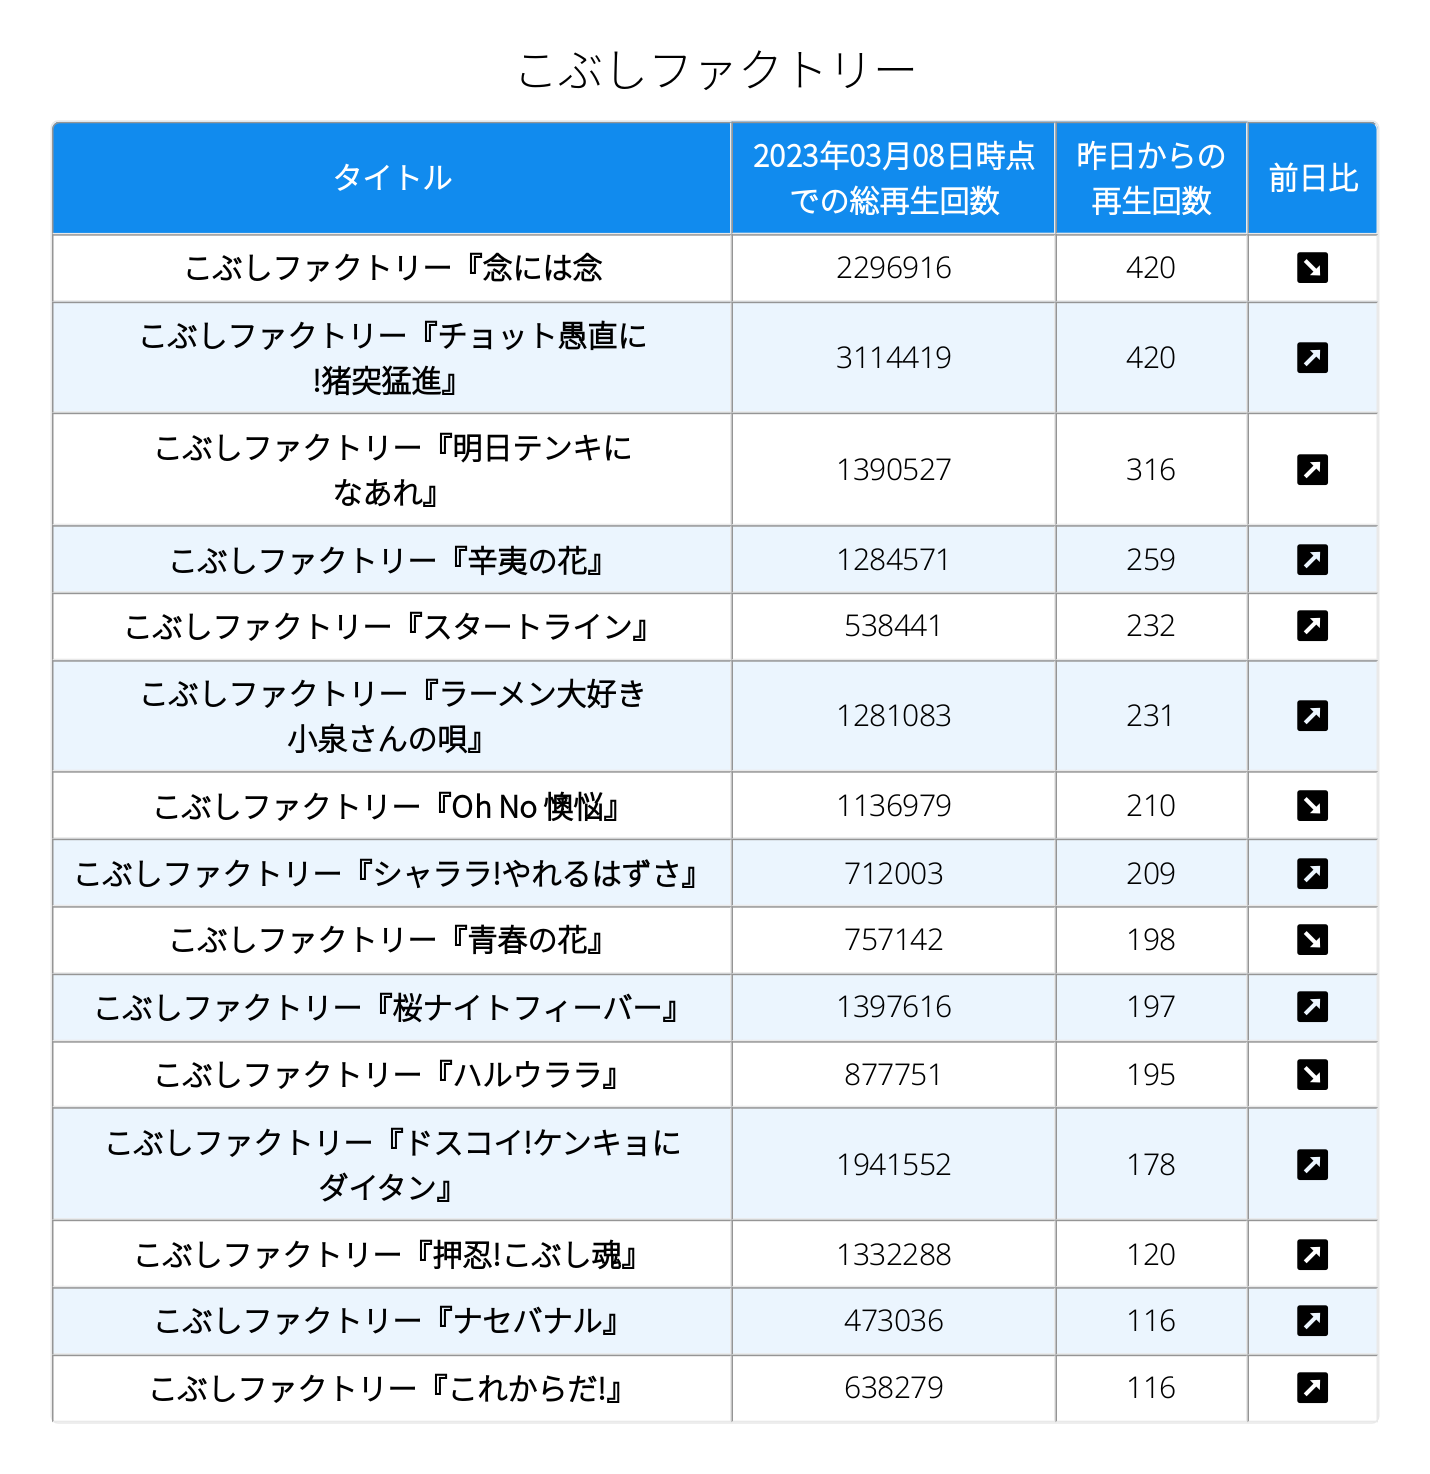 こぶしファクトリー
タイトル
2023年03月08日時点
での総再生回数
昨日からの
再生回数
前日比
こぶしファクトリー『念には念
2296916
420
こぶしファクトリー『チョット愚直に
!猪突猛進』
3114419
420
こぶしファクトリー『明日テンキに
なあれ』
1390527
316
こぶしファクトリー『辛夷の花』
1284571
259
こぶしファクトリー『スタートライン』
538441
232
こぶしファクトリー『ラーメン大好き
小泉さんの唄』
1281083
231
こぶしファクトリー『Oh No 懊悩』
1136979
210
こぶしファクトリー『シャララ!やれるはずさ』
712003
209
こぶしファクトリー『青春の花』
757142
198
こぶしファクトリー『桜ナイトフィーバー』
1397616
197
こぶしファクトリー『ハルウララ』
877751
195
こぶしファクトリー『ドスコイ!ケンキョに
ダイタン』
1941552
178
こぶしファクトリー『押忍!こぶし魂』
1332288
120
こぶしファクトリー『ナセバナル』
473036
116
こぶしファクトリー『これからだ!』
638279
116